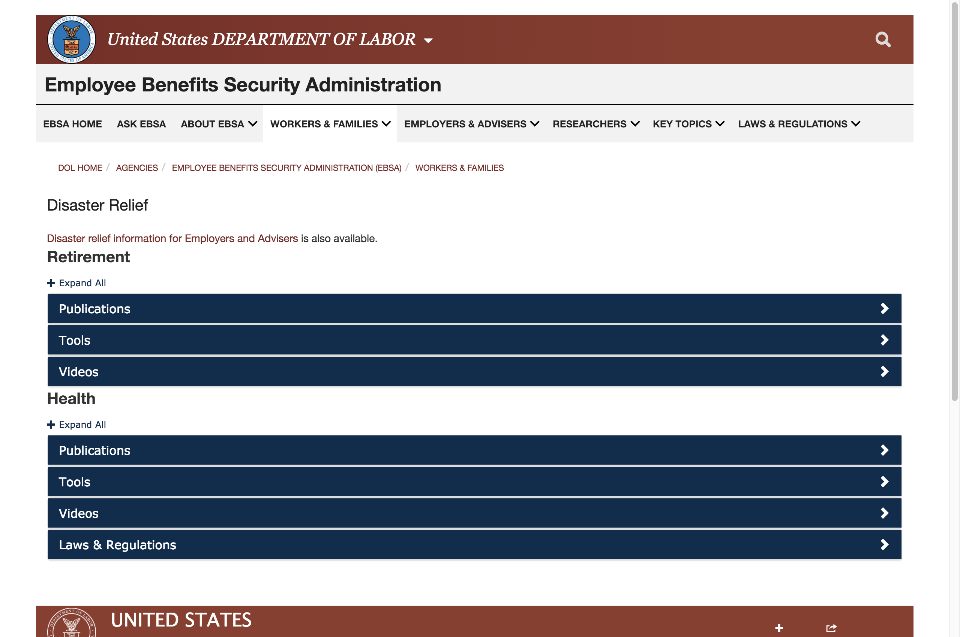 United States DEPARTMENT OF LABOR
Employee Benefits Security Administration
EBSA HOME ASK EBSA ABOUT EBSA WORKERS & FAMILIES EMPLOYERS & ADVISERS RESEARCHERS KEY TOPICS LAWS & REGULATIONS
DOL HOME / AGENCIES / EMPLOYEE BENEFITS SECURITY ADMINISTRATION (EBSA) / WORKERS & FAMILIES
Disaster Relief
Disaster relief information for Employers and Advisers is also available.
Retirement
+ Expand All
Publications
Tools
Videos
Health
+ Expand All
Publications
Tools
Videos
Laws & Regulations
UNITED STATES